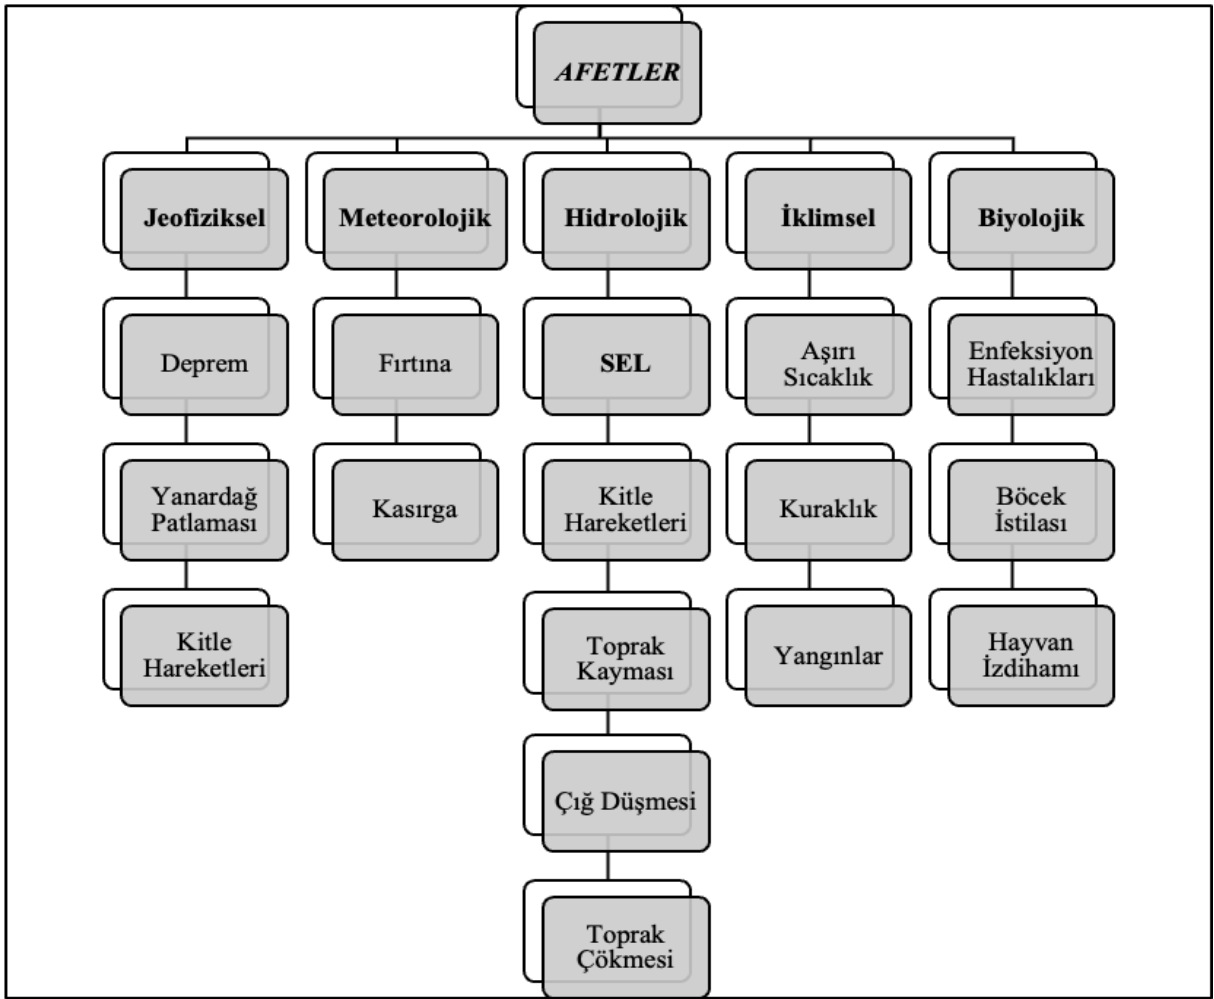 AFETLER
Jeofiziksel
Meteorolojik
Hidrolojik
İklimsel
Biyolojik
Deprem
Fırtına
SEL
Aşırı
Sıcaklık
Enfeksiyon
Hastalıkları
Yanardağ
Patlaması
Kasırga
Kitle
Hareketleri
Kuraklık
Böcek
İstilası
Kitle
Hareketleri
Toprak
Kayması
Yangınlar
Hayvan
İzdihamı
Çığ Düşmesi
Toprak
Çökmesi